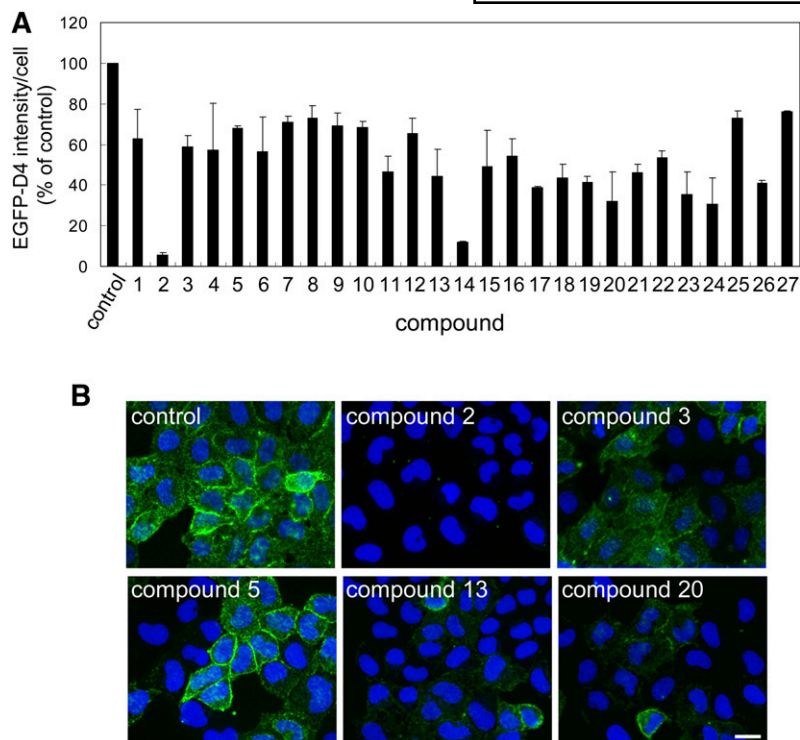 A
EGFP-D4 intensity/cell
(% of control)
120
100
80
60
40
20
0
control 1 2 3 4 5 6 7 8 9 10 11 12 13 14 15 16 17 18 19 20 21 22 23 24 25 26 27
compound
B
control compound 2 compound 3
compound 5 compound 13 compound 20